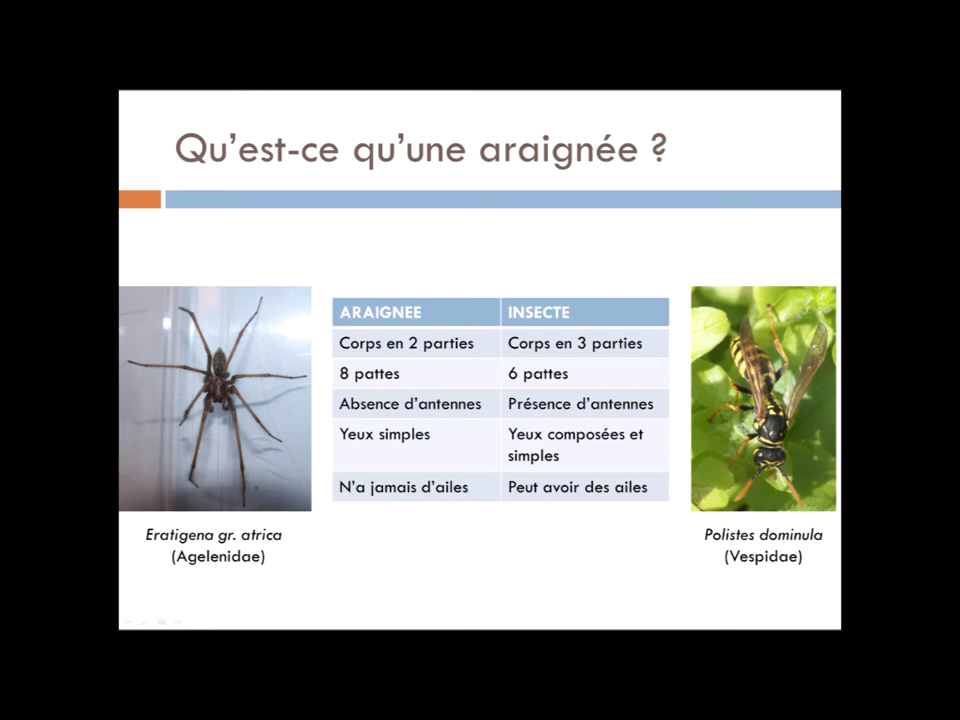 Qu'est-ce qu'une araignée ?
ARAIGNEE INSECTE
Corps en 2 parties Corps en 3 parties
8 pattes 6 pattes
Absence d'antennes Présence d'antennes
Yeux simples Yeux composées et
simples
N'a jamais d'ailes Peut avoir des ailes
Eratigena gr. atrica
(Agelenidae)
Polistes dominula
(Vespidae)